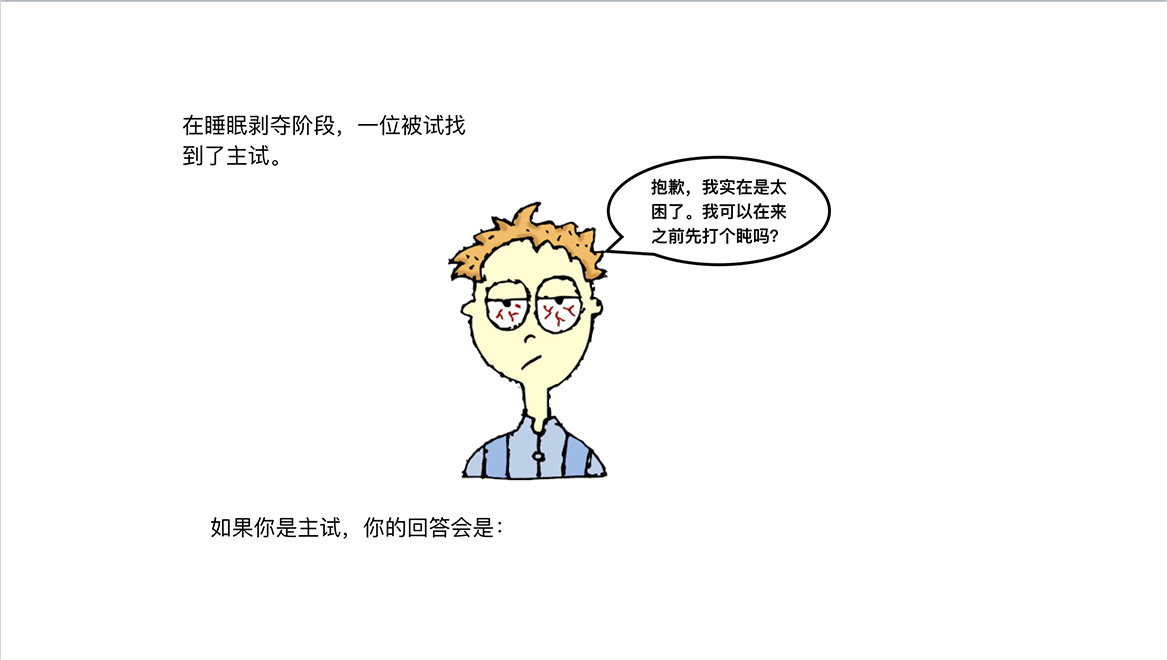 在睡眠剥夺阶段，一位被试找
到了主试。
抱歉，我实在是太
困了。我可以在来
之前先打个盹吗？
如果你是主试，你的回答会是：